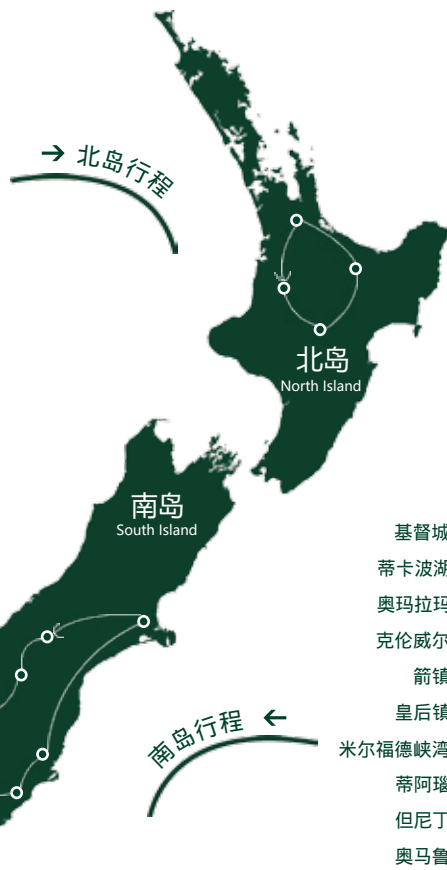 → 北岛行程
北岛
North Island
南岛
South Island
基督城
蒂卡波湖
奥玛拉玛
克伦威尔
箭镇
皇后镇
南岛行程 ←
米尔福德峡湾
蒂阿瑙
但尼丁
奥马鲁